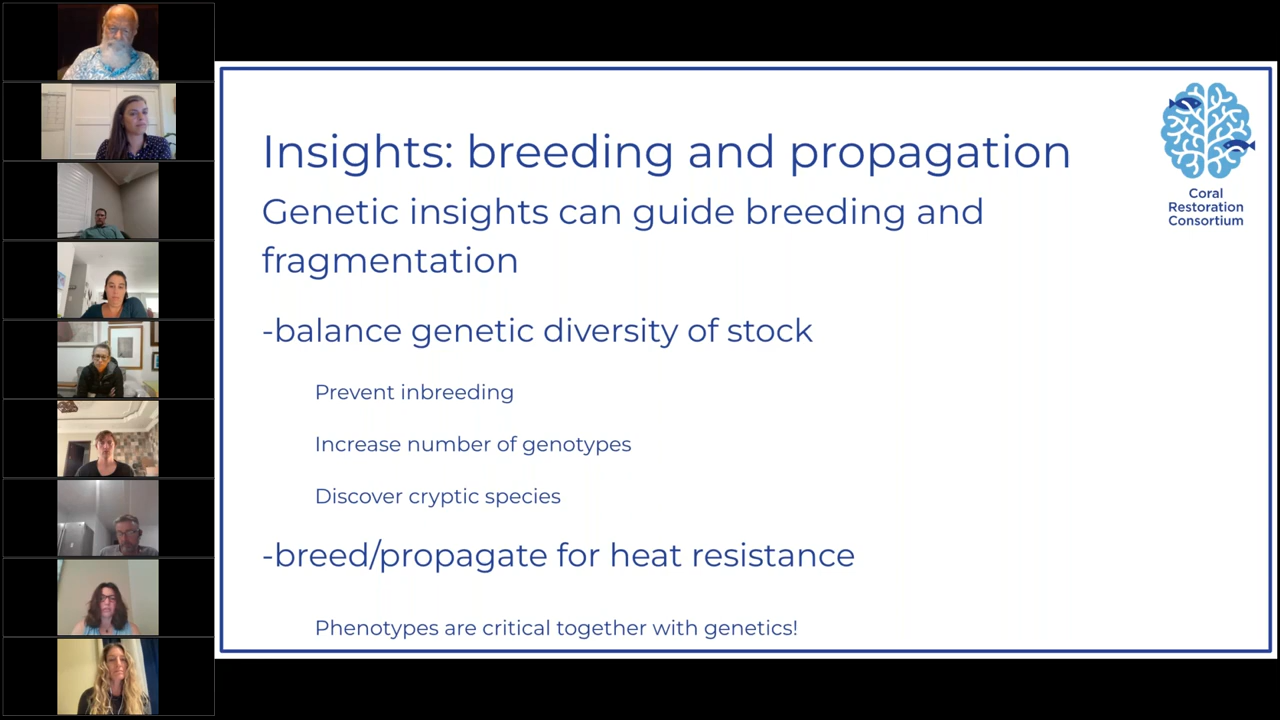 Insights: breeding and propagation
Genetic insights can guide breeding and
fragmentation
-balance genetic diversity of stock
Prevent inbreeding
Increase number of genotypes
Discover cryptic species
-breed/propagate for heat resistance
Phenotypes are critical together with genetics!
Coral
Restoration
Consortium